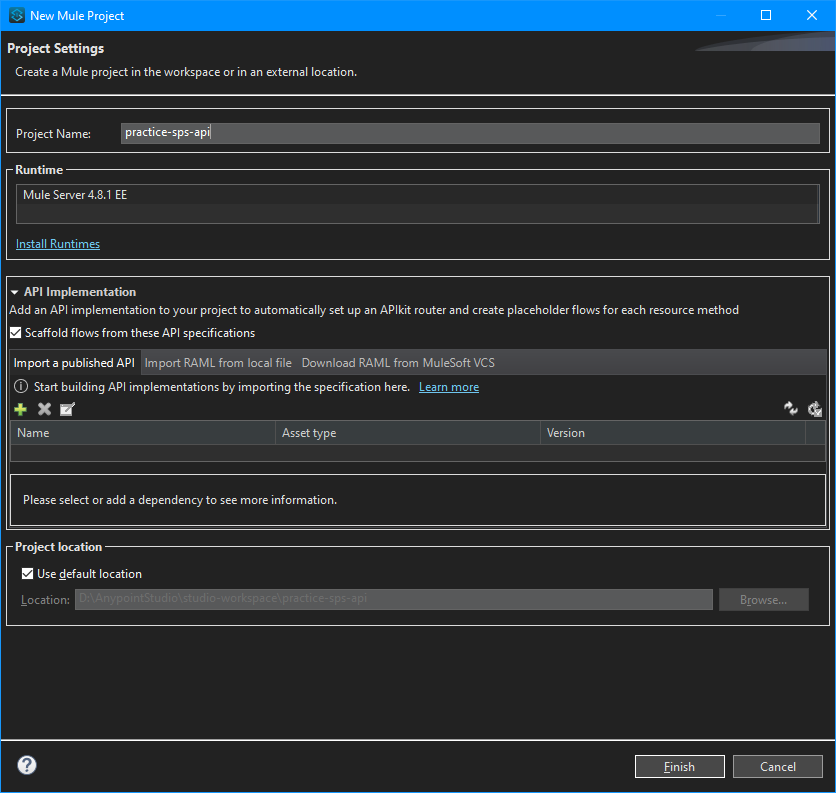 New Mule Project
Project Settings
Create a Mule project in the workspace or in an external location.
Project Name: practice-sps-api
Runtime
Mule Server 4.8.1 EE
Install Runtimes
API Implementation
Add an API implementation to your project to automatically set up an APIkit router and create placeholder flows for each resource method
Scaffold flows from these API specifications
Import a published API Import RAML from local file Download RAML from MuleSoft VCS
Start building API implementations by importing the specification here. Learn more
Name Asset type Version
Please select or add a dependency to see more information.
Project location
Use default location
Location: D:\AnypointStudio\studio-workspace\practice-sps-api Browse...
? Finish Cancel